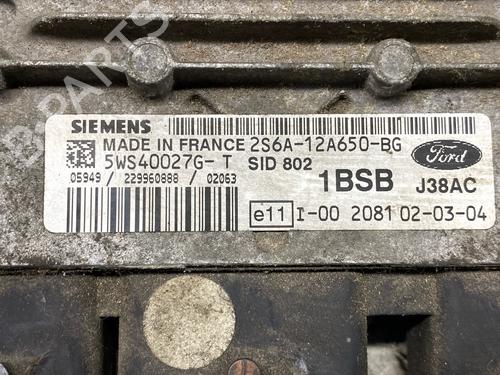 B-PARTS
SIEMENS
MADE IN FRANCE 2S6A-12A650-BG
5WS40027G-T SID 802
Ford
05949 / 229960888 / 02063
1BSB J38AC
e11 I-00 2081 02-03-04